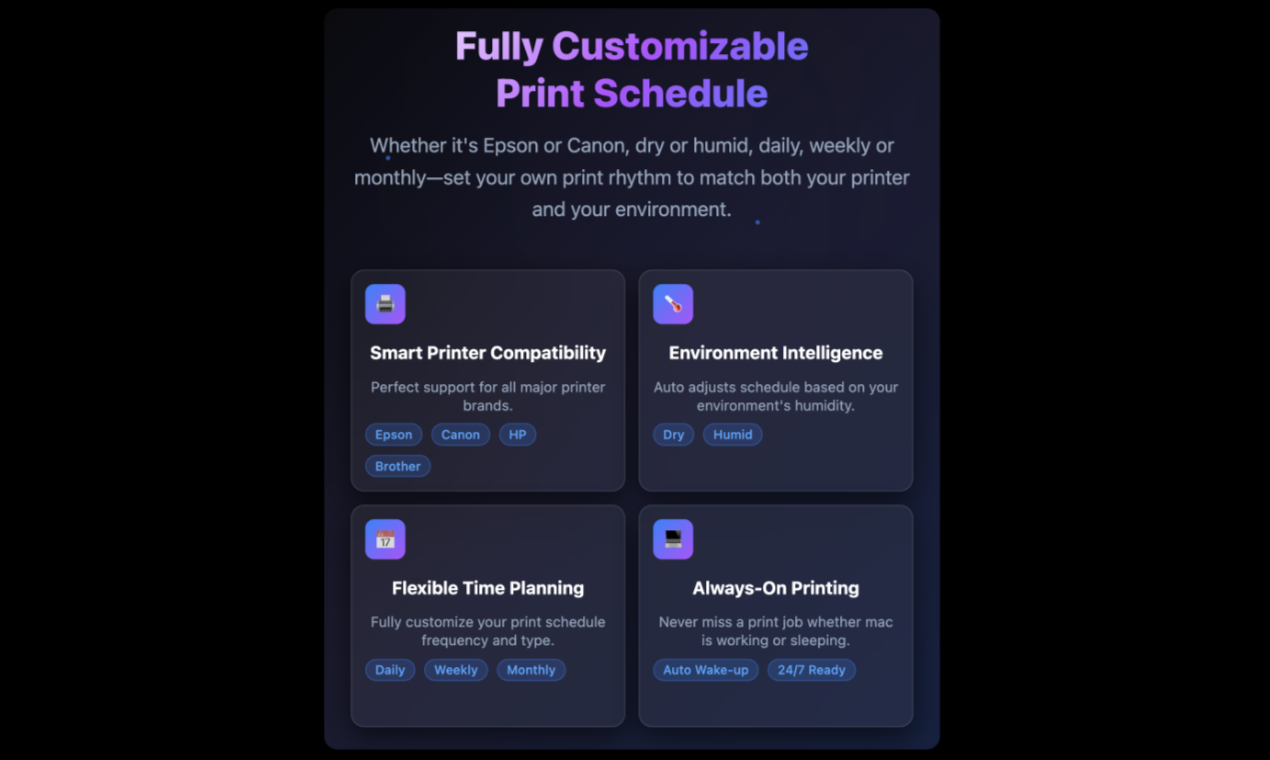 Fully Customizable
Print Schedule
Whether it's Epson or Canon, dry or humid, daily, weekly or
monthly—set your own print rhythm to match both your printer
and your environment.
Smart Printer Compatibility
Perfect support for all major printer
brands.
Epson Canon HP
Brother
Environment Intelligence
Auto adjusts schedule based on your
environment's humidity.
Dry Humid
17
Flexible Time Planning
Fully customize your print schedule
frequency and type.
Daily Weekly Monthly
Always-On Printing
Never miss a print job whether mac
is working or sleeping.
Auto Wake-up 24/7 Ready